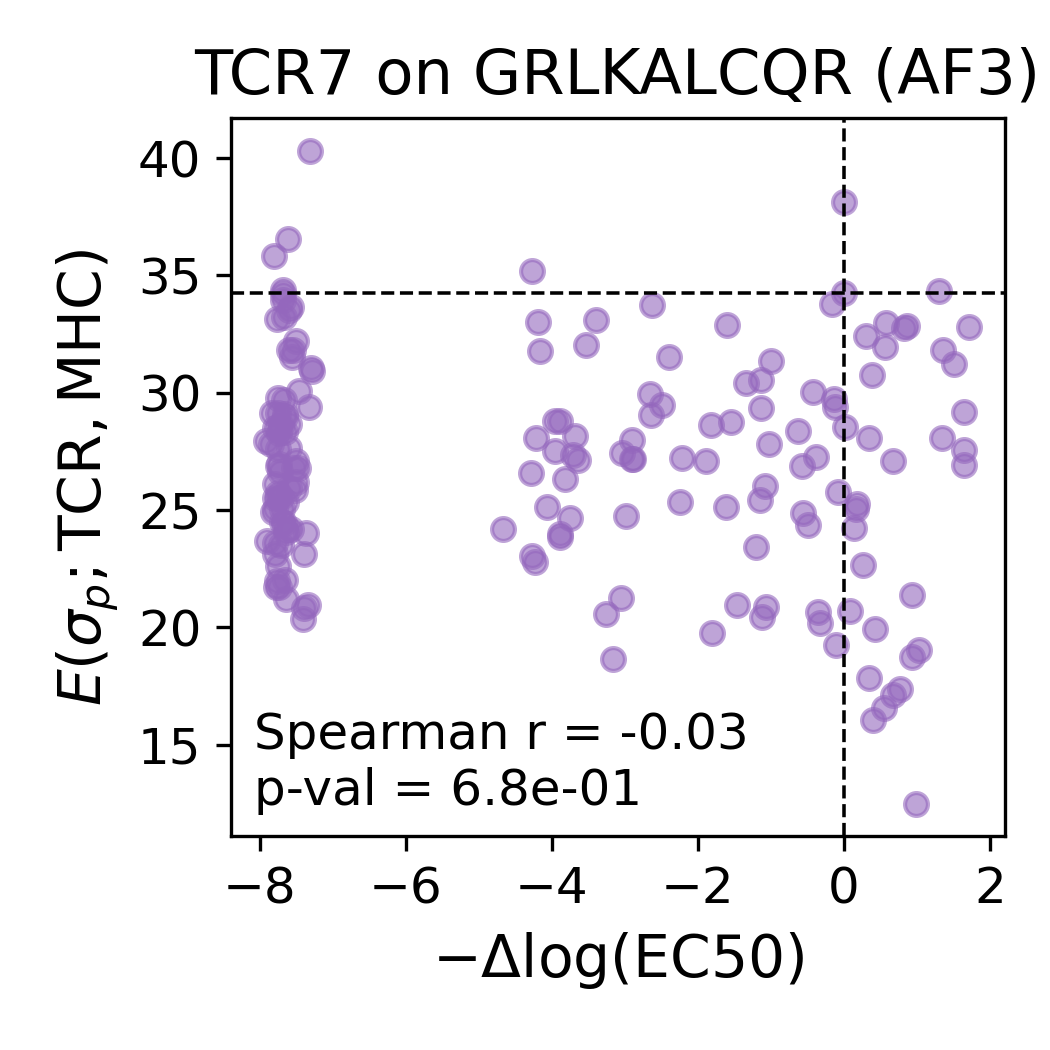 TCR7 on GRLKALCQR (AF3)
E(σₚ; TCR, MHC)
40
35
30
25
20
15
Spearman r = -0.03
p-val = 6.8e-01
−8 −6 −4 −2 0 2
−Δlog(EC50)